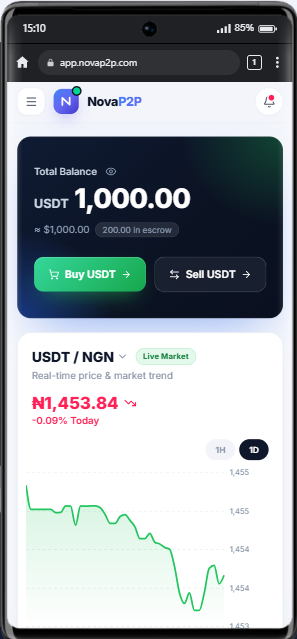 15:10
85%
app.novap2p.com
1
N
NovaP2P
Total Balance
USDT 1,000.00
≈ $1,000.00 200.00 in escrow
Buy USDT → Sell USDT →
USDT / NGN Live Market
Real-time price & market trend
₦1,453.84
-0.09% Today
1H 1D
1,455
1,455
1,454
1,454
1,453